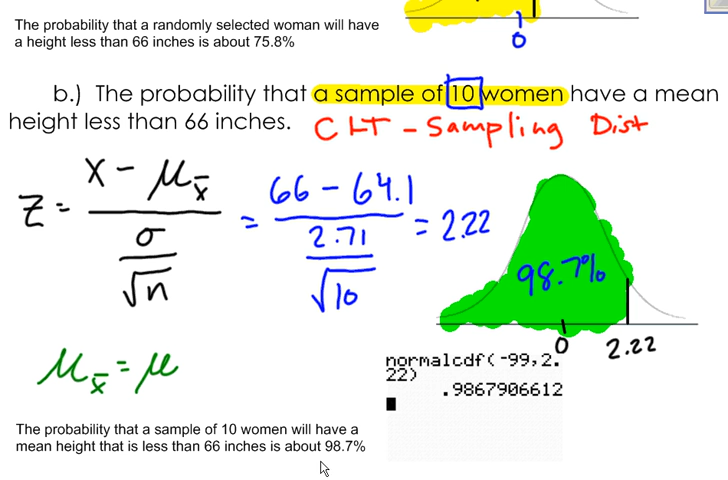 The probability that a randomly selected woman will have
a height less than 66 inches is about 75.8%
0
b.) The probability that a sample of 10 women have a mean
height less than 66 inches. CLT - Sampling Dist
Z = (x - μx̄) / (σ/√n) = (66 - 64.1) / (2.71/√10) = 2.22
98.7%
0 2.22
μx̄ = μ
normalcdf(-99,2.
22)
.9867906612
The probability that a sample of 10 women will have a
mean height that is less than 66 inches is about 98.7%